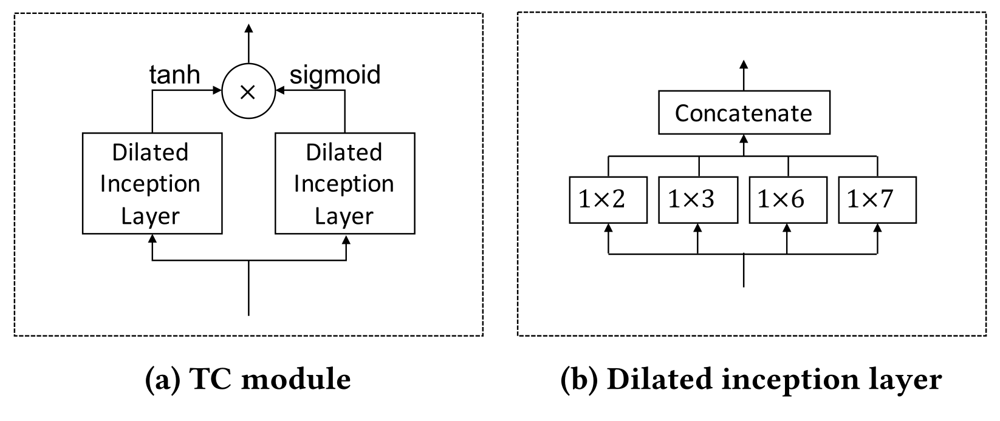 tanh
sigmoid
×
Dilated
Inception
Layer
Dilated
Inception
Layer
(a) TC module
Concatenate
1×2
1×3
1×6
1×7
(b) Dilated inception layer